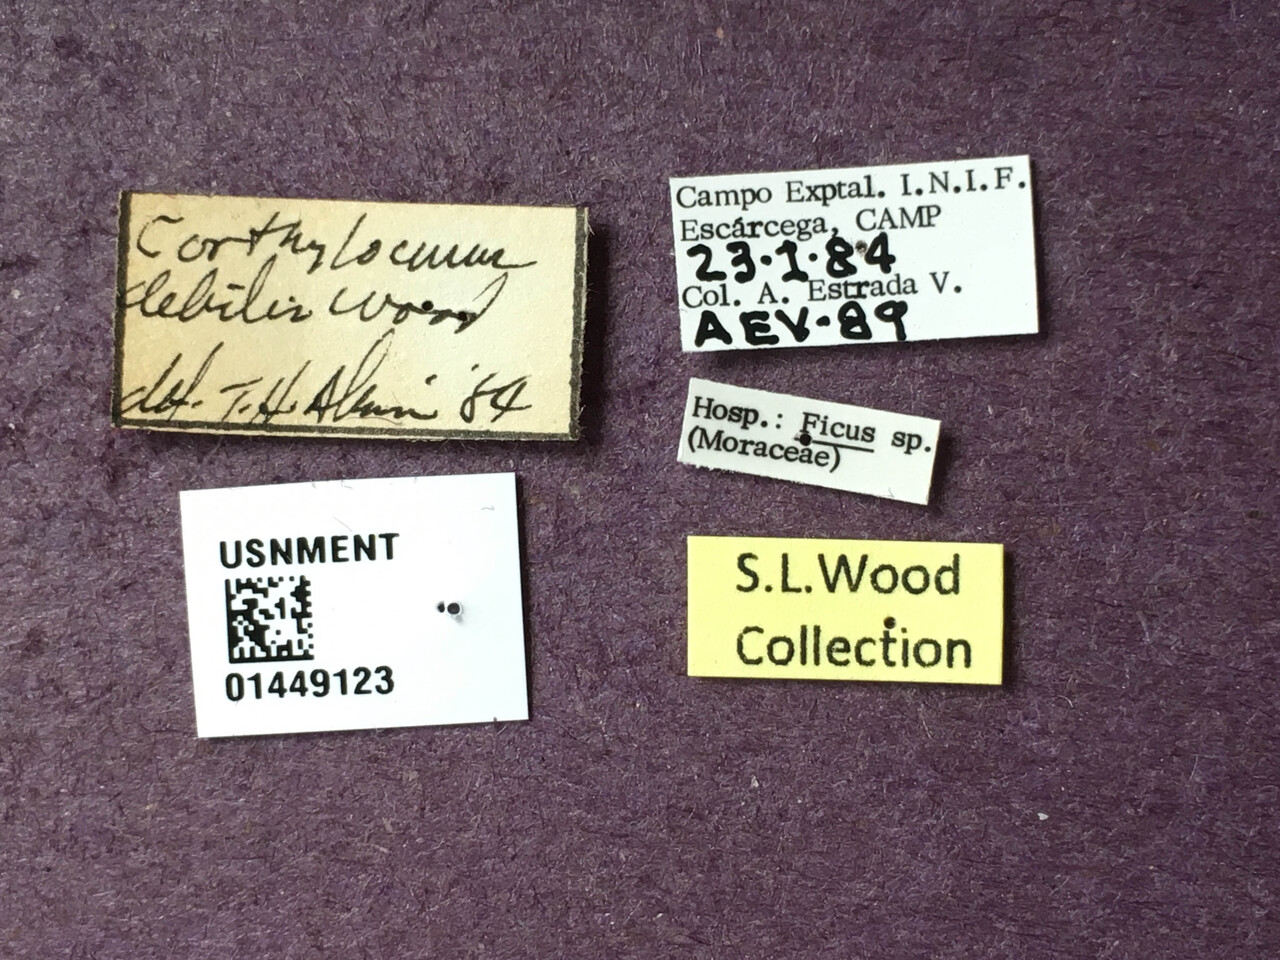 Corthylocurus
debilis Wood
det. T.H. Atkinson '84
Campo Exptal. I.N.I.F.
Escárcega, CAMP
23·I·84
Col. A. Estrada V.
AEV-89
Hosp.: Ficus sp.
(Moraceae)
USNMENT
01449123
S.L.Wood
Collection